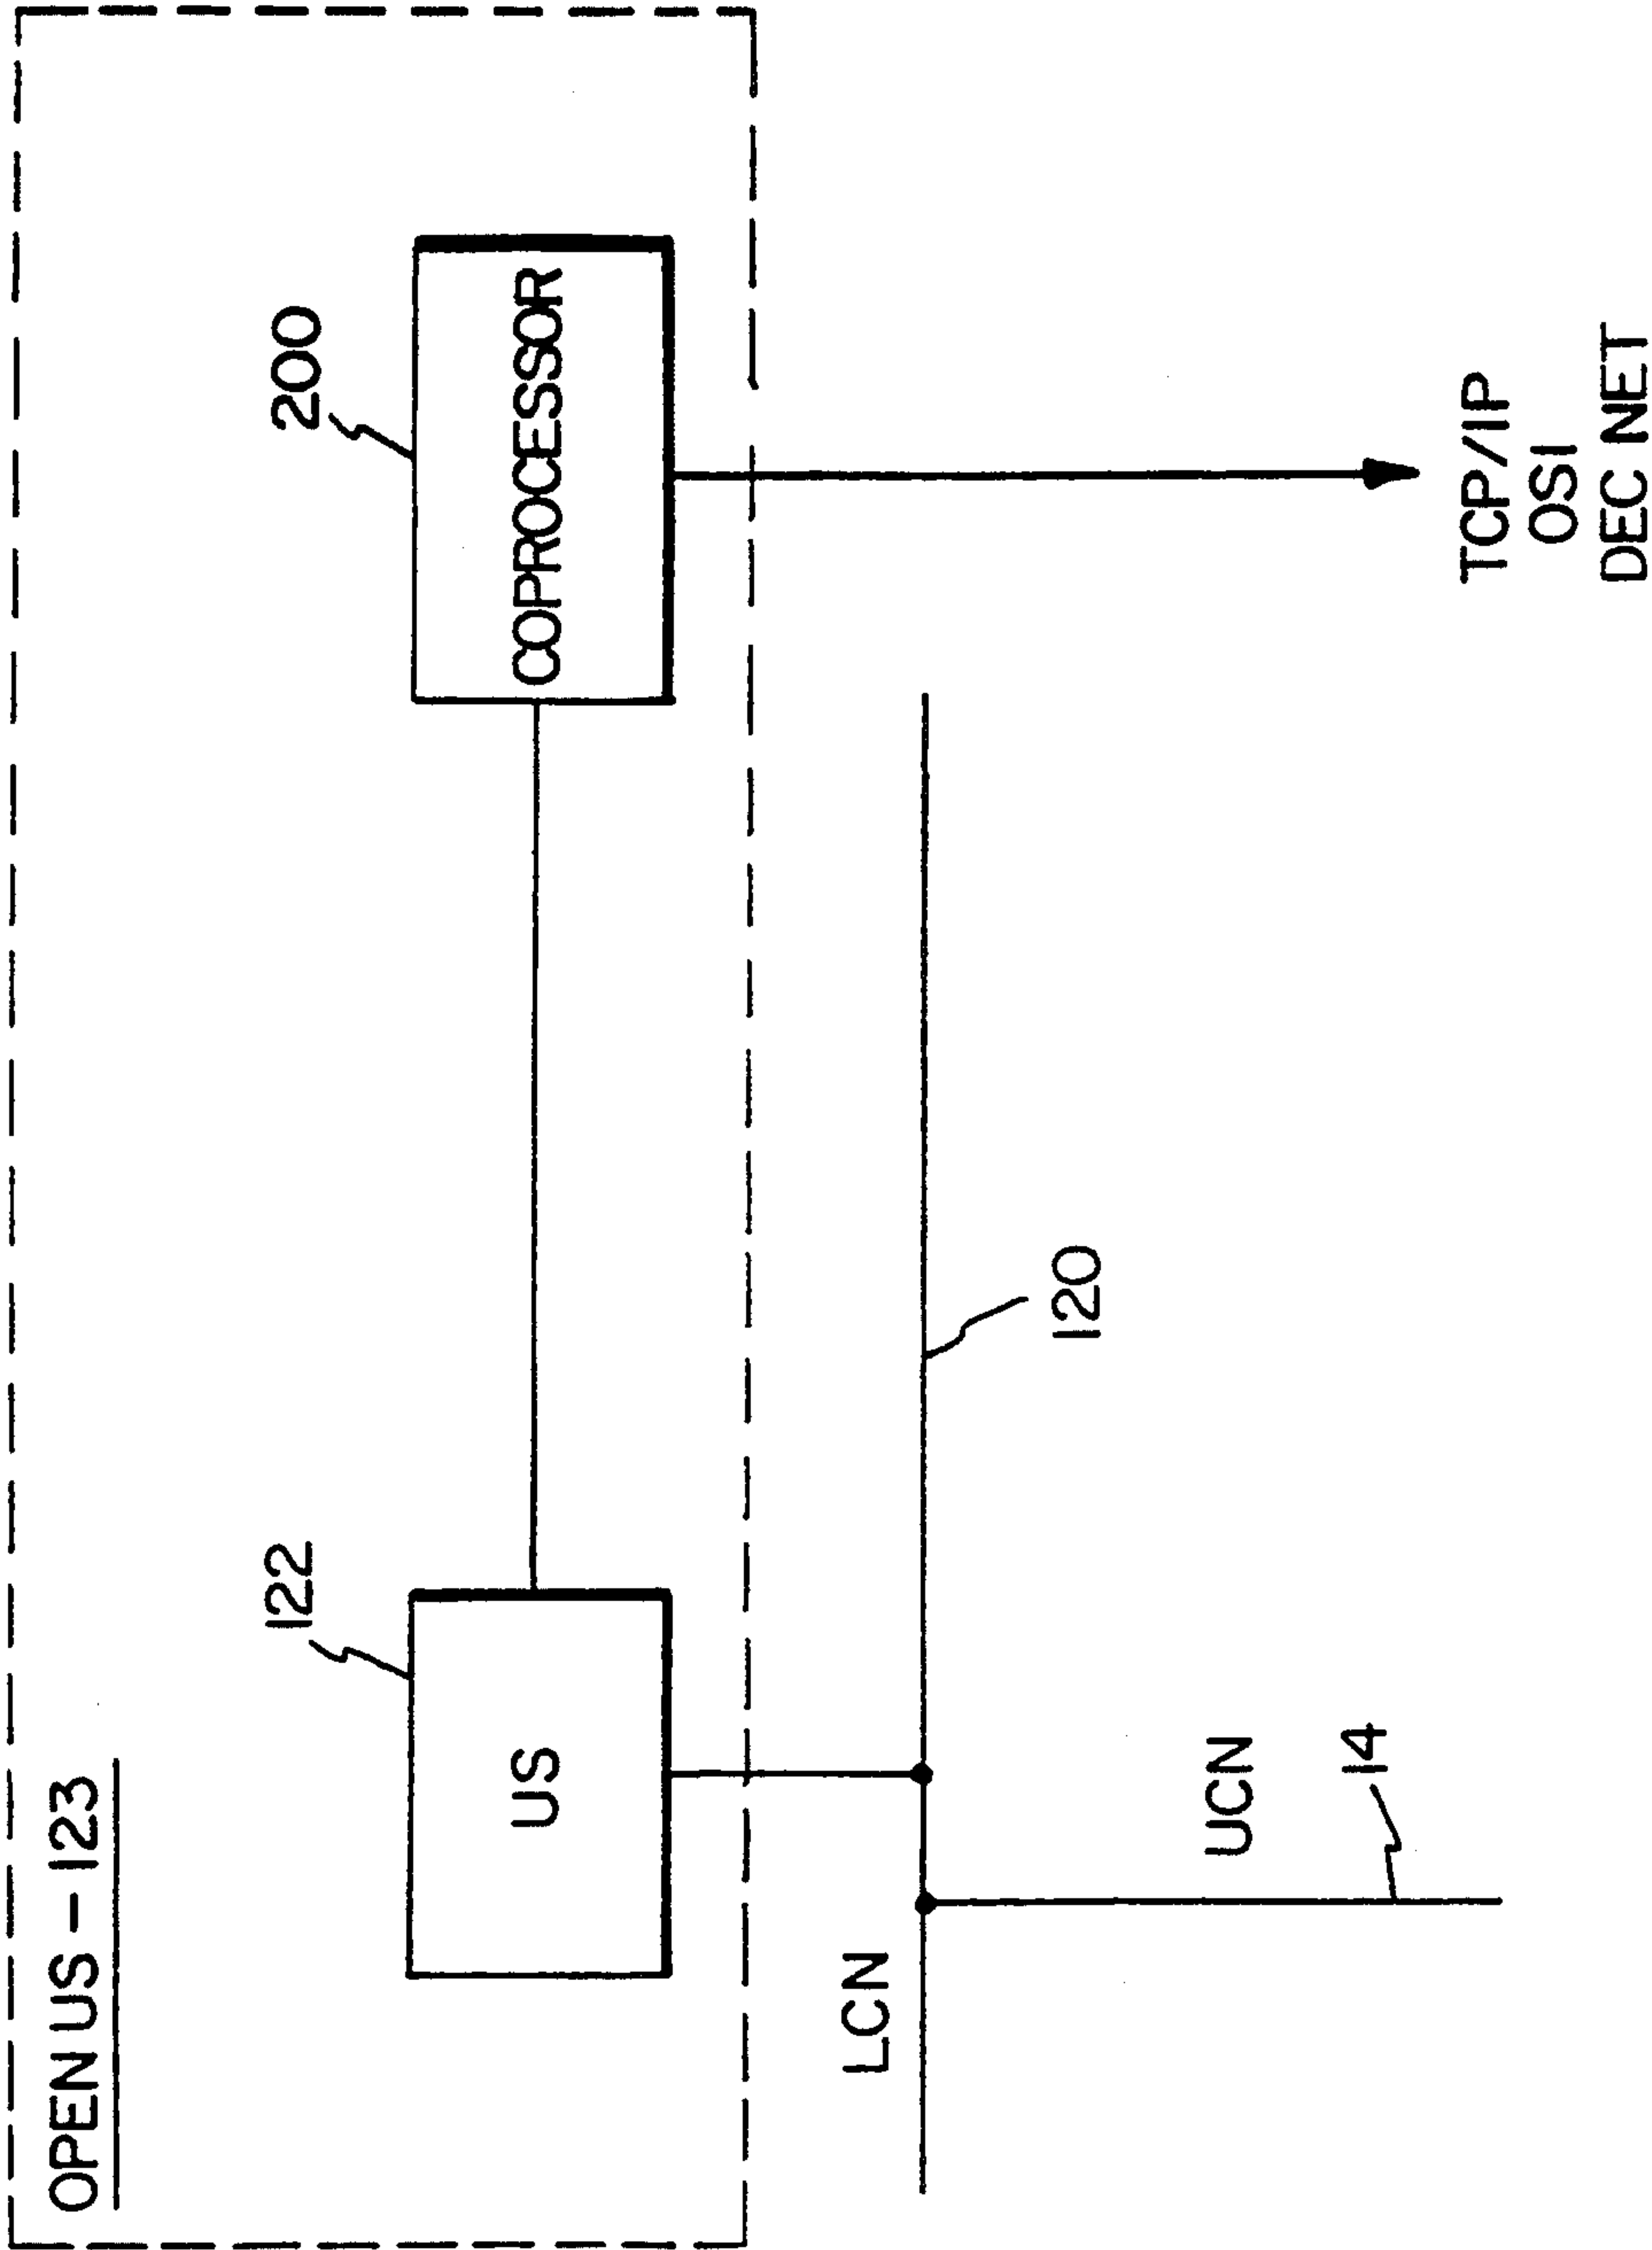 OPEN US-123
122
200
US
COPROCESSOR
LCN
120
UCN
14
TCP/IP
OSI
DEC NET